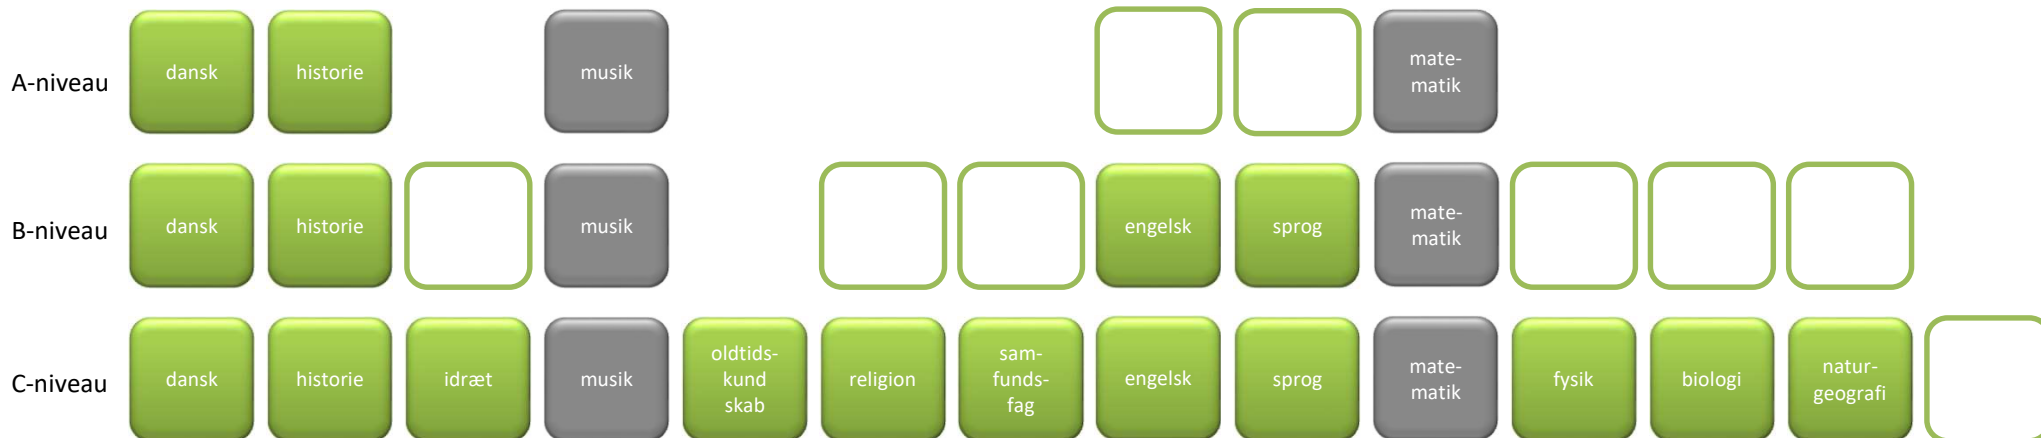 A-niveau
dansk
historie
musik
mate-
matik
B-niveau
dansk
historie
musik
engelsk
sprog
mate-
matik
C-niveau
dansk
historie
idræt
musik
oldtids-
kund
skab
religion
sam-
funds-
fag
engelsk
sprog
mate-
matik
fysik
biologi
natur-
geografi